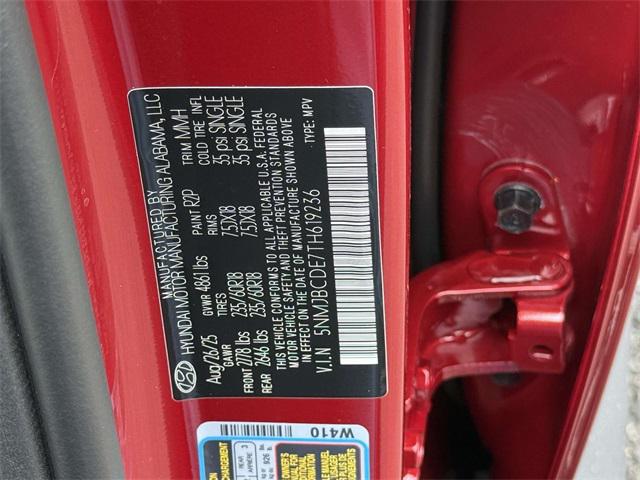 MANUFACTURED BY
HYUNDAI MOTOR MANUFACTURING ALABAMA, LLC
Aug/26/25 GVWR 4861 lbs PAINT R2P TRIM MMH
GAWR TIRES RIMS COLD TIRE INFL
FRONT 2778 lbs 235/60R18 7.5JX18 35 psi SINGLE
REAR 2646 lbs 235/60R18 7.5JX18 35 psi SINGLE
THIS VEHICLE CONFORMS TO ALL APPLICABLE U.S.A. FEDERAL
MOTOR VEHICLE SAFETY AND THEFT PREVENTION STANDARDS
IN EFFECT ON THE DATE OF MANUFACTURE SHOWN ABOVE
V.I.N 5NMJBCDE7TH619236 TYPE: MPV
W410
REAR 3